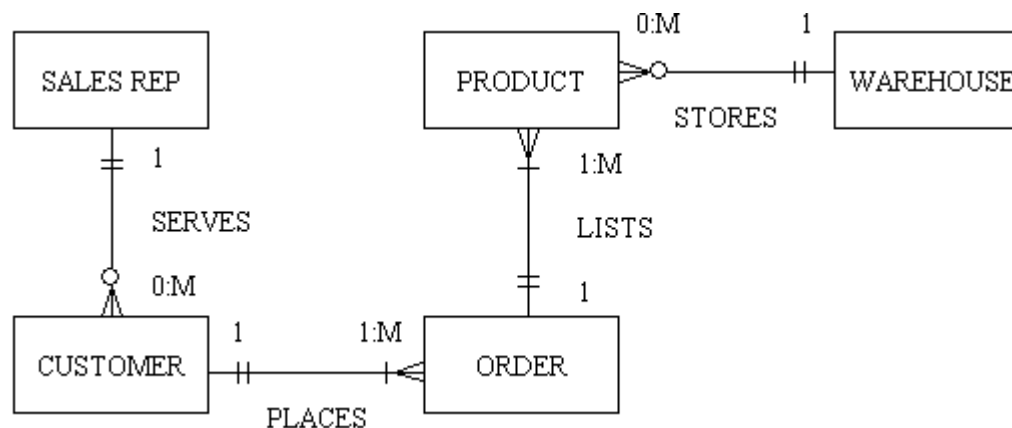 0:M 1
SALES REP PRODUCT WAREHOUSE
STORES
1 1:M
SERVES LISTS
0:M 1
1 1:M
CUSTOMER ORDER
PLACES